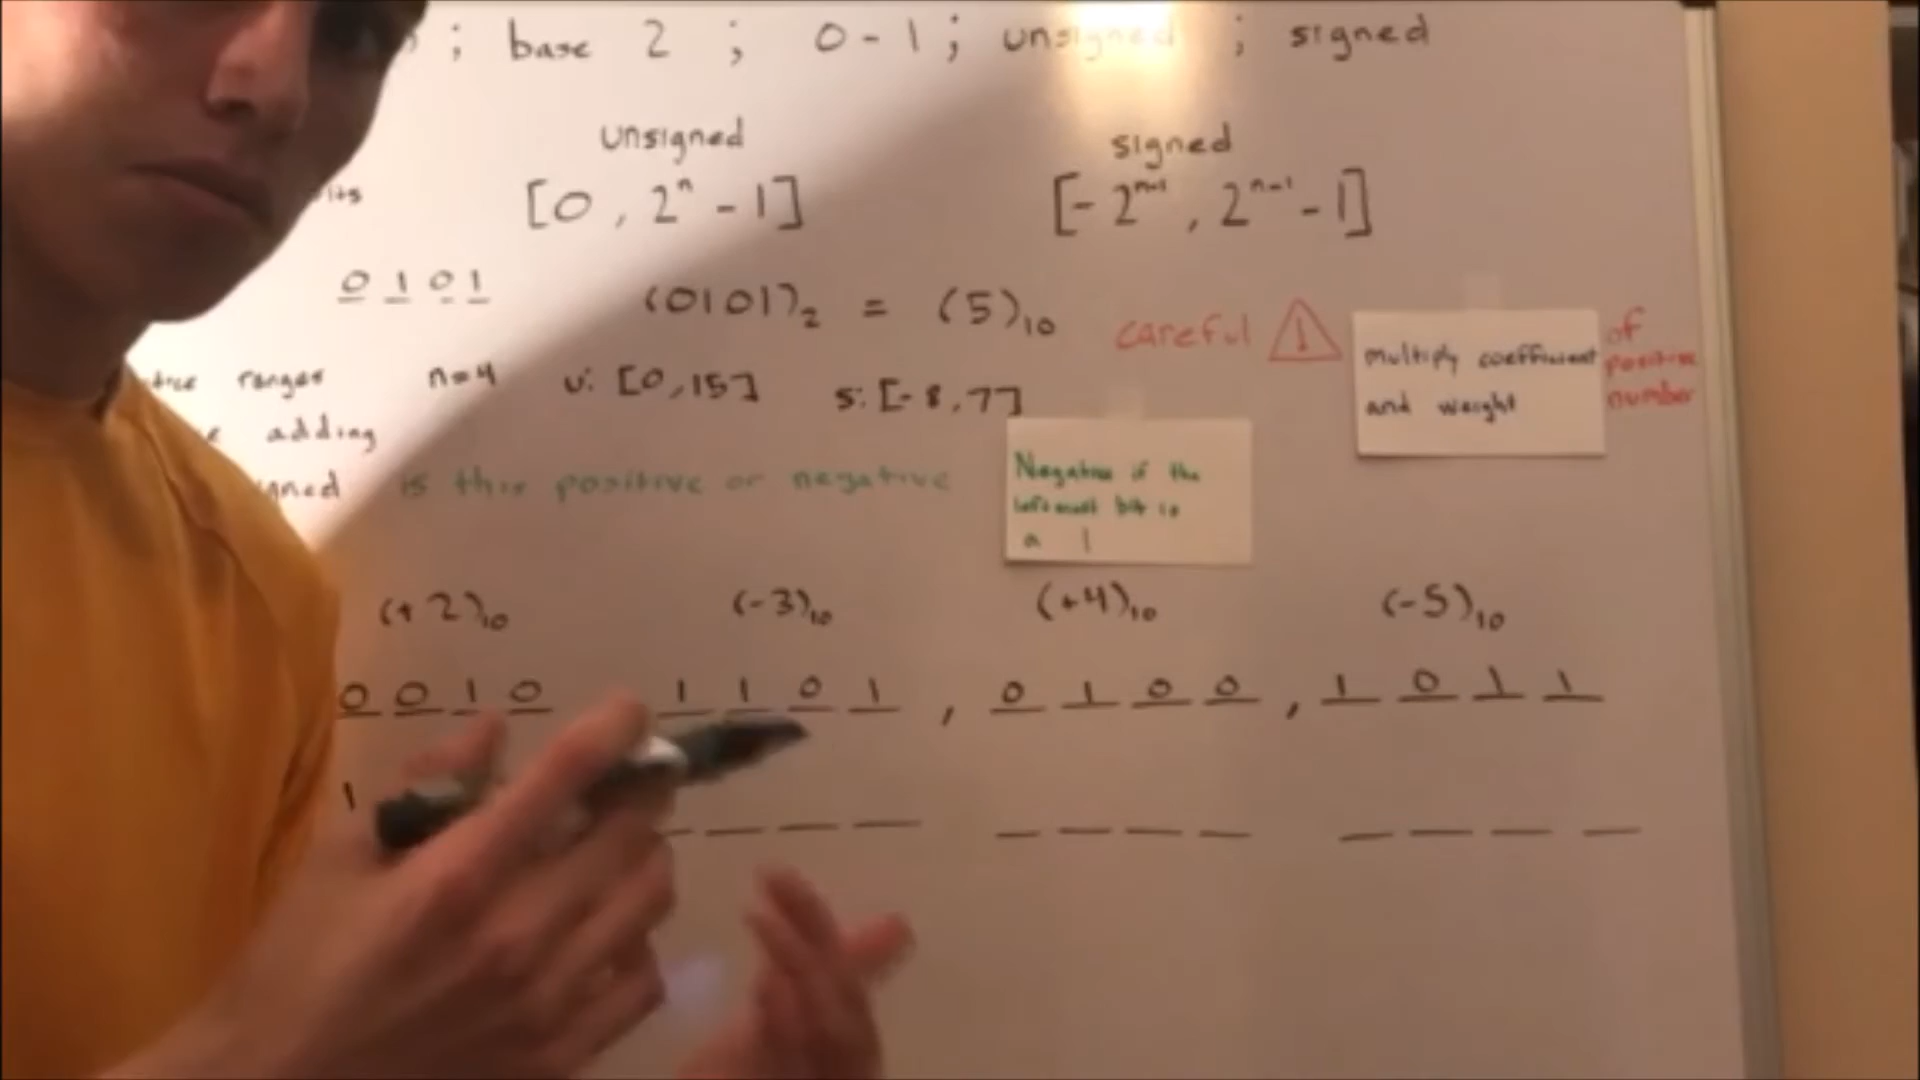 ; base 2 ; 0-1 ; unsigned ; signed
unsigned
signed
[0, 2ⁿ - 1]
[-2ⁿ⁻¹, 2ⁿ⁻¹ - 1]
0 1 0 1
(0101)₂ = (5)₁₀
careful !
multiply coefficient
and weight
of
positive
number
ranges n=4 u: [0,15] s: [-8,7]
adding
is this positive or negative
Negative if the
leftmost bit is
a 1
(+2)₁₀ (-3)₁₀ (+4)₁₀ (-5)₁₀
0 0 1 0 1 1 0 1 , 0 1 0 0 , 1 0 1 1
1